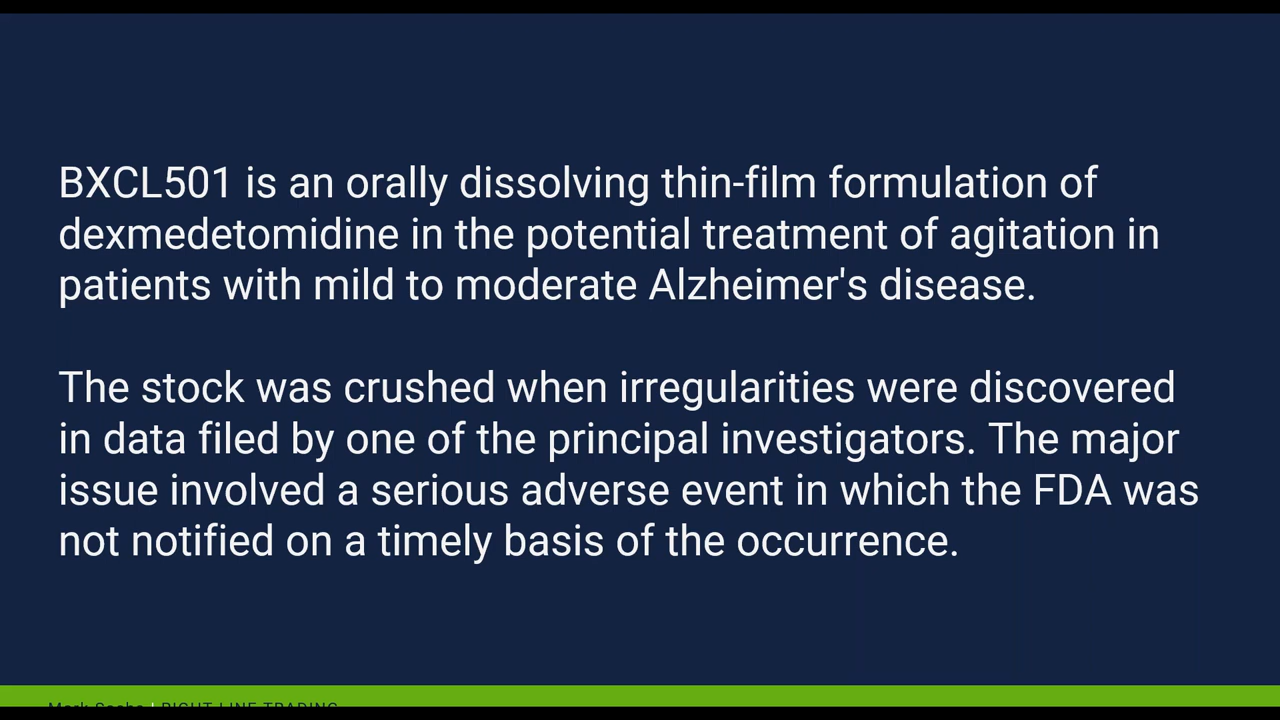 BXCL501 is an orally dissolving thin-film formulation of
dexmedetomidine in the potential treatment of agitation in
patients with mild to moderate Alzheimer's disease.
The stock was crushed when irregularities were discovered
in data filed by one of the principal investigators. The major
issue involved a serious adverse event in which the FDA was
not notified on a timely basis of the occurrence.
| RIGHT LINE TRADING